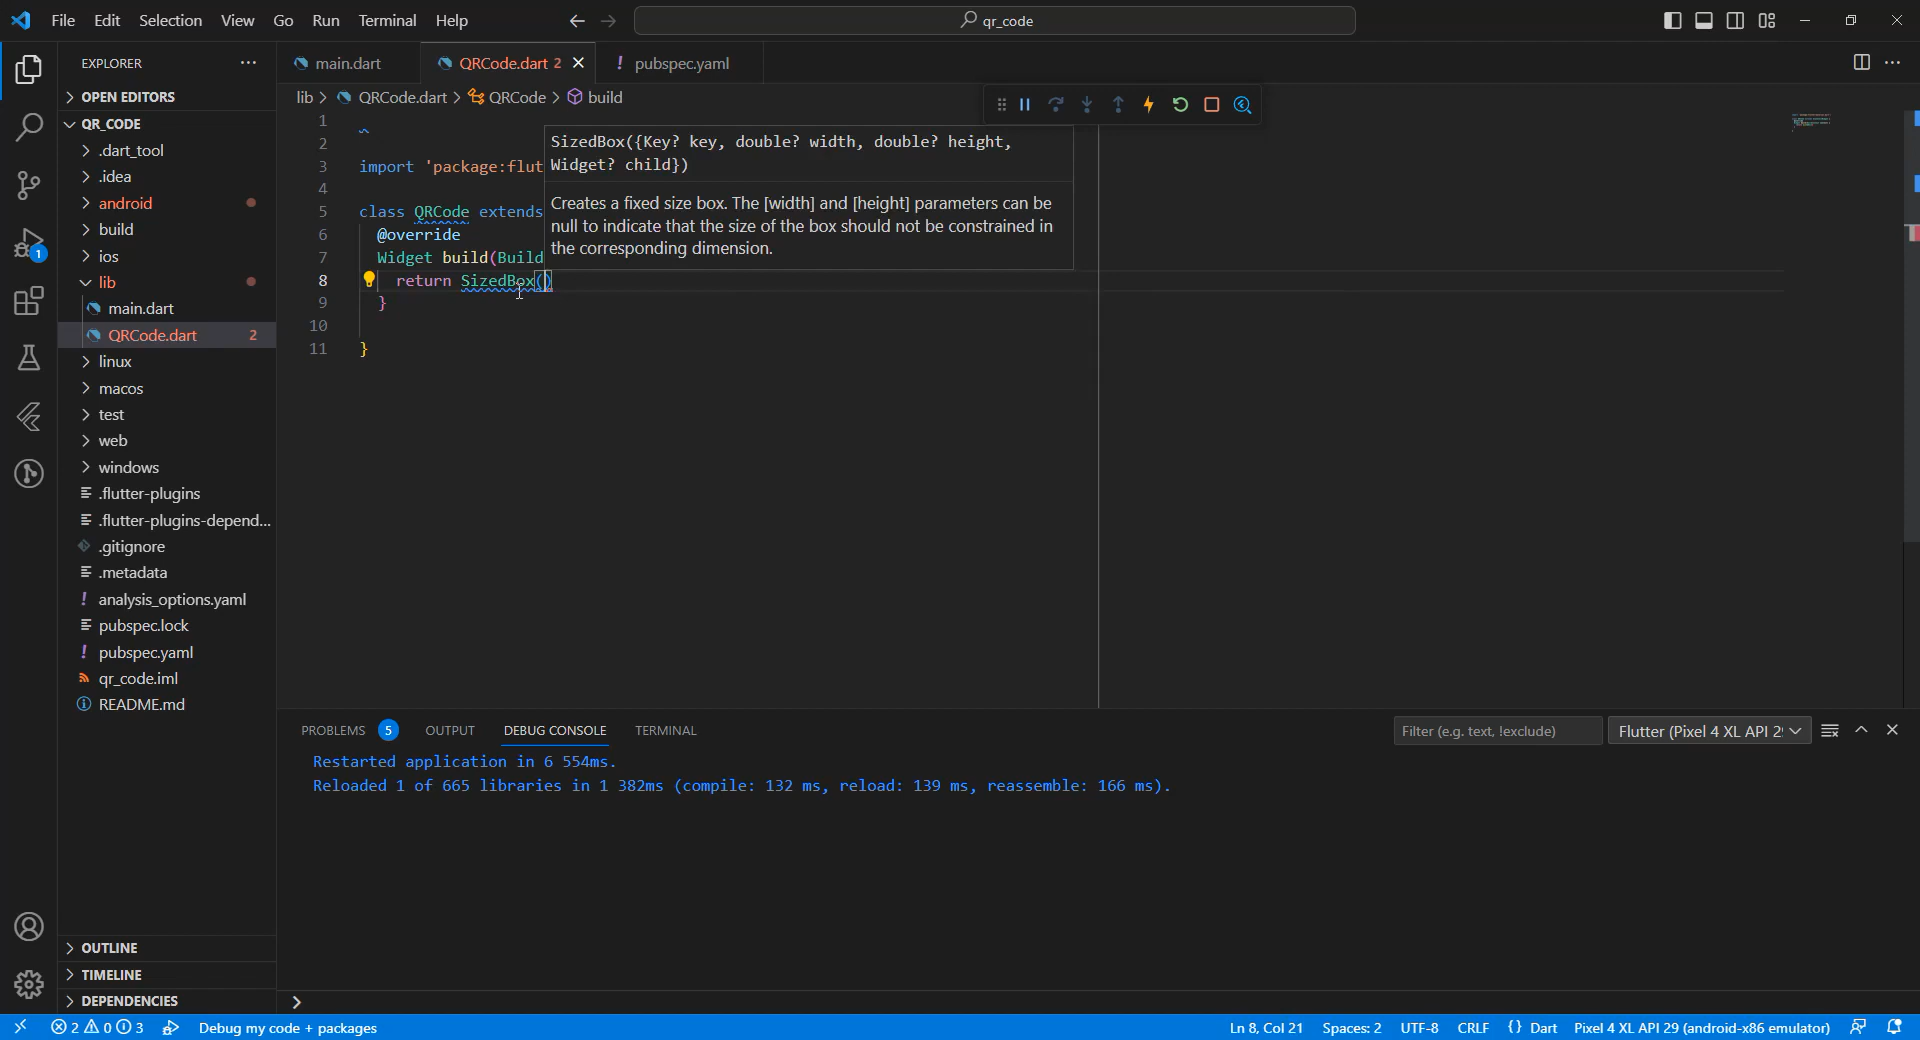 File Edit Selection View Go Run Terminal Help
qr_code
EXPLORER
main.dart
QRCode.dart 2
! pubspec.yaml
OPEN EDITORS
lib > QRCode.dart > QRCode > build
QR_CODE
.dart_tool
.idea
android
build
ios
lib
main.dart
QRCode.dart 2
linux
macos
test
web
windows
.flutter-plugins
.flutter-plugins-depend...
.gitignore
.metadata
! analysis_options.yaml
pubspec.lock
! pubspec.yaml
qr_code.iml
README.md
OUTLINE
TIMELINE
DEPENDENCIES
1
1
2
3 import 'package:flut
4
5 class QRCode extends
6 @override
7 Widget build(Build
8 return SizedBox()
9 }
10
11 }
SizedBox({Key? key, double? width, double? height,
Widget? child})
Creates a fixed size box. The [width] and [height] parameters can be
null to indicate that the size of the box should not be constrained in
the corresponding dimension.
PROBLEMS 5 OUTPUT DEBUG CONSOLE TERMINAL
Filter (e.g. text, !exclude)
Flutter (Pixel 4 XL API 2
Restarted application in 6 554ms.
Reloaded 1 of 665 libraries in 1 382ms (compile: 132 ms, reload: 139 ms, reassemble: 166 ms).
>
2 0 3 Debug my code + packages
Ln 8, Col 21 Spaces: 2 UTF-8 CRLF {} Dart Pixel 4 XL API 29 (android-x86 emulator)